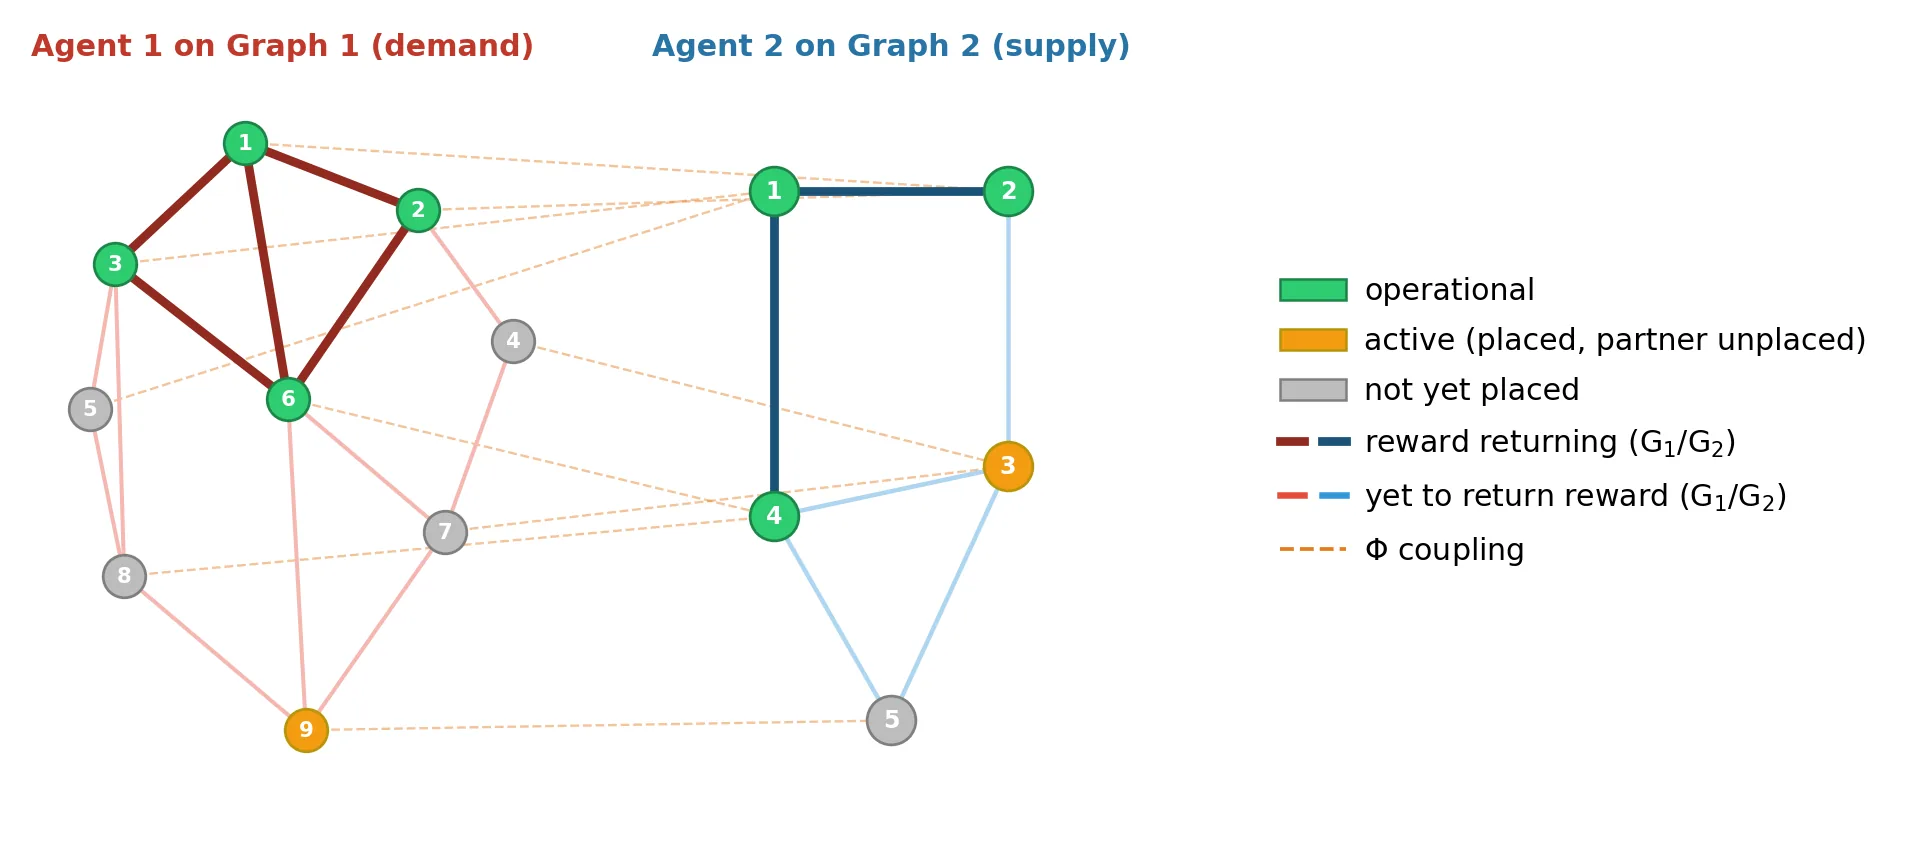 Agent 1 on Graph 1 (demand)
Agent 2 on Graph 2 (supply)
1
2
3
4
5
6
7
8
9
1
2
3
4
5
operational
active (placed, partner unplaced)
not yet placed
reward returning (G₁/G₂)
yet to return reward (G₁/G₂)
Φ coupling